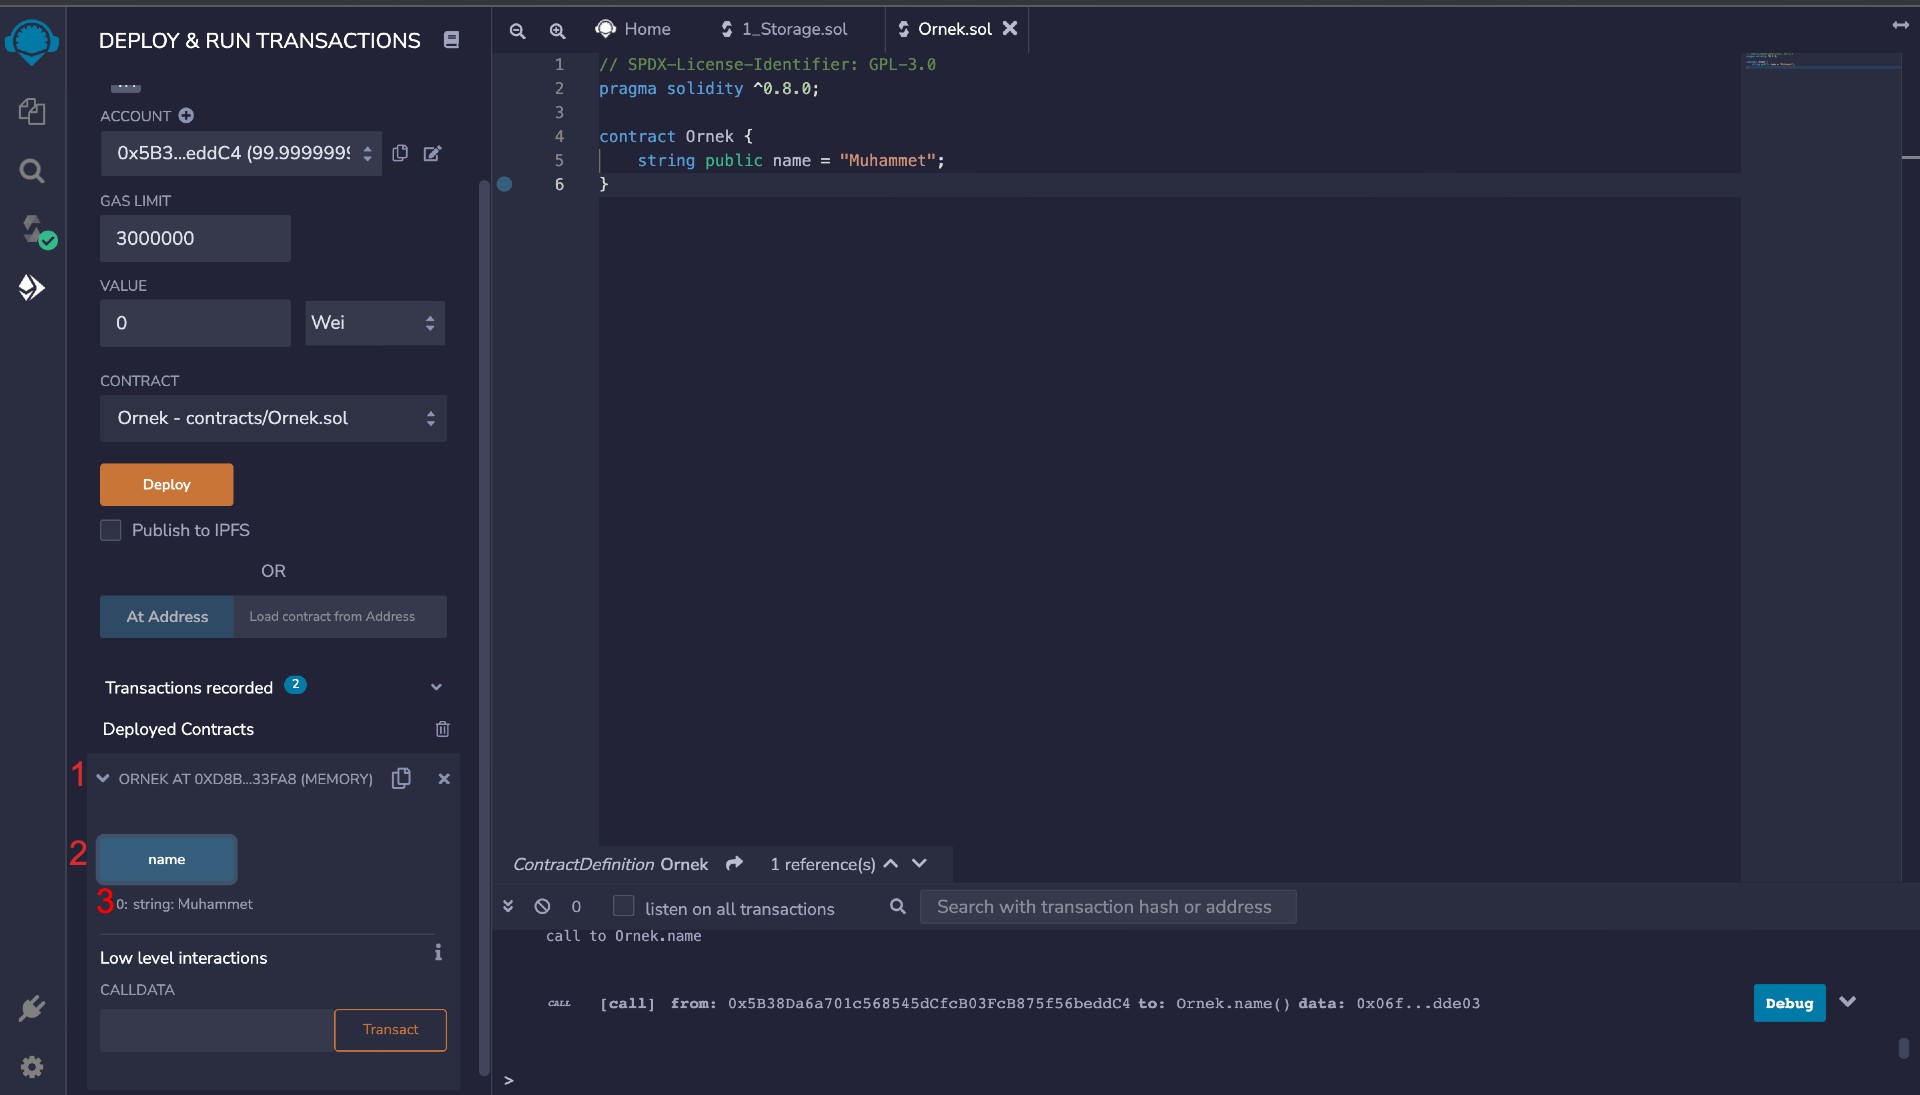 DEPLOY & RUN TRANSACTIONS
ACCOUNT
0x5B3...eddC4 (99.9999999
GAS LIMIT
3000000
VALUE
0
Wei
CONTRACT
Ornek - contracts/Ornek.sol
Deploy
Publish to IPFS
OR
At Address
Load contract from Address
Transactions recorded 2
Deployed Contracts
1
ORNEK AT 0XD8B...33FA8 (MEMORY)
2
name
3
0: string: Muhammet
Low level interactions
CALLDATA
Transact
Home
1_Storage.sol
Ornek.sol
1 // SPDX-License-Identifier: GPL-3.0
2 pragma solidity ^0.8.0;
3
4 contract Ornek {
5 string public name = "Muhammet";
6 }
ContractDefinition Ornek 1 reference(s)
0 listen on all transactions Search with transaction hash or address
call to Ornek.name
CALL [call] from: 0x5B38Da6a701c568545dCfcB03FcB875f56beddC4 to: Ornek.name() data: 0x06f...dde03
Debug
>